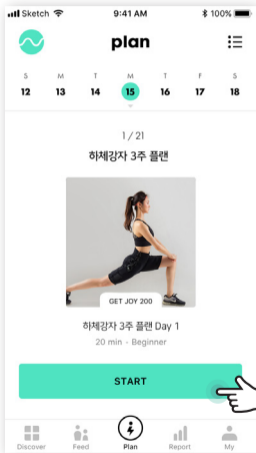 Sketch 9:41 AM 100%
plan
S M T M T F S
12 13 14 15 16 17 18
1 / 21
하체강자 3주 플랜
GET JOY 200
하체강자 3주 플랜 Day 1
20 min · Beginner
START
Discover Feed Plan Report My